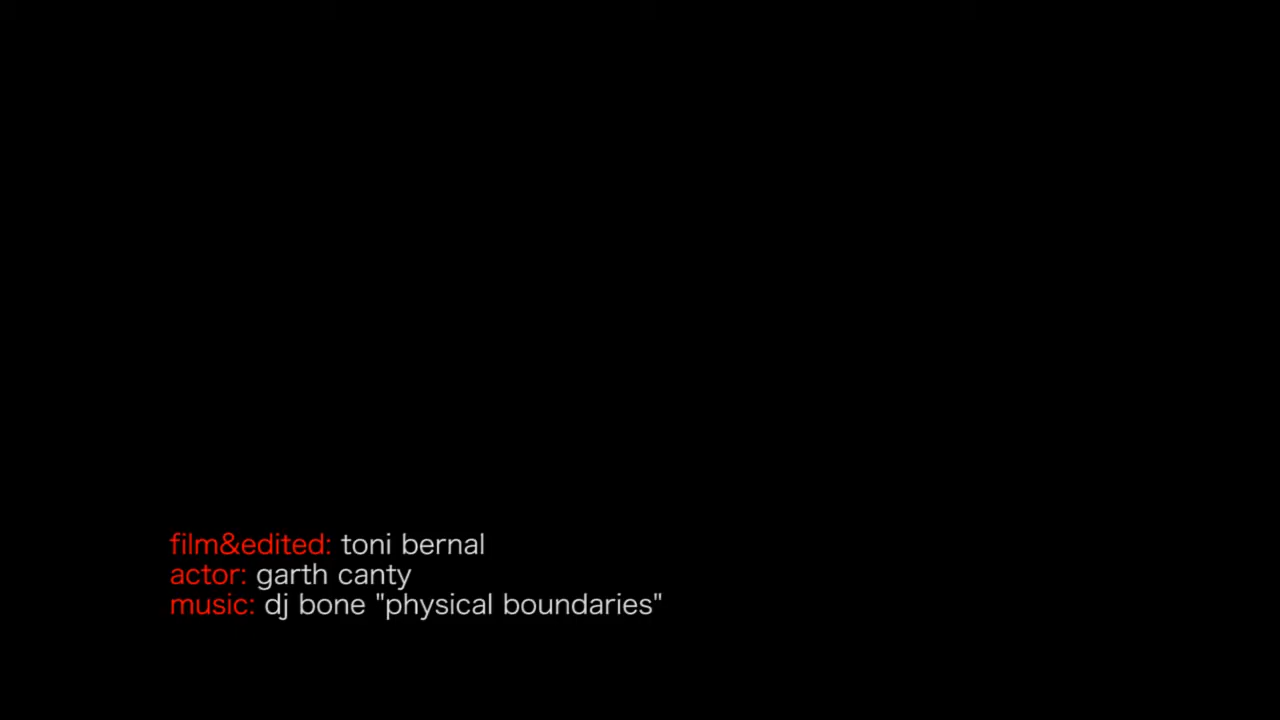 film&edited: toni bernal
actor: garth canty
music: dj bone "physical boundaries"